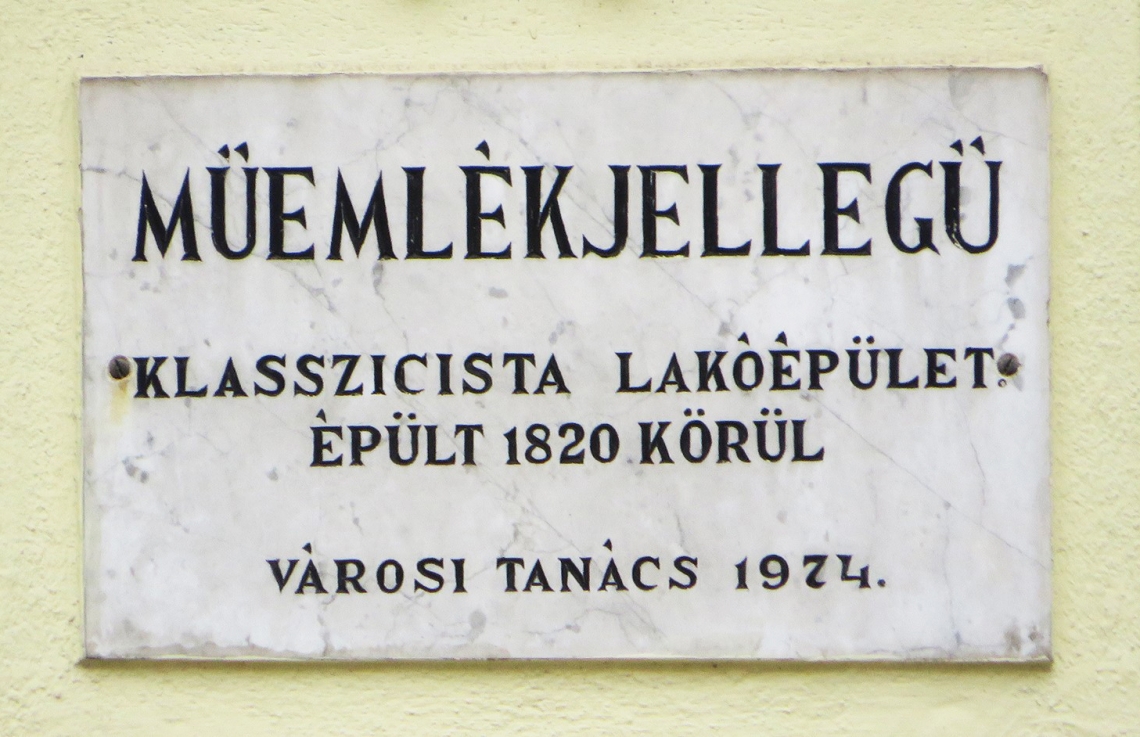 MŰEMLÉKJELLEGŰ
KLASSZICISTA LAKÓÉPÜLET.
ÉPÜLT 1820 KÖRÜL
VÁROSI TANÁCS 1974.